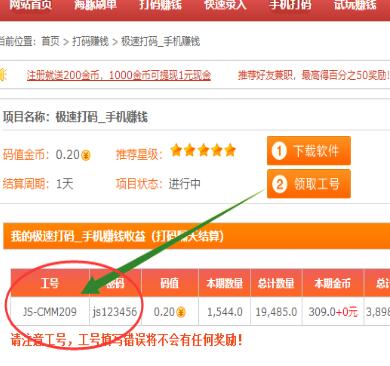 网站首页 海豚刷单 打码赚钱 快速录入 手机打码 试玩赚钱
当前位置：首页 > 打码赚钱 > 极速打码_手机赚钱
注册就送200金币，1000金币可提现1元现金 推荐好友兼职，最高得百分之50奖励!
项目名称：极速打码_手机赚钱
码值金币：0.20 推荐星级： 1 下载软件
结算周期：1天 项目状态：进行中 2 领取工号
我的极速打码_手机赚钱收益（打码隔天结算）
工号 密码 码值 本期数量 总计数量 本期金币 总计
JS-CMM209 js123456 0.20 1,544.0 19,485.0 309.0+0元 3,898
请注意工号，工号填写错误将不会有任何奖励！